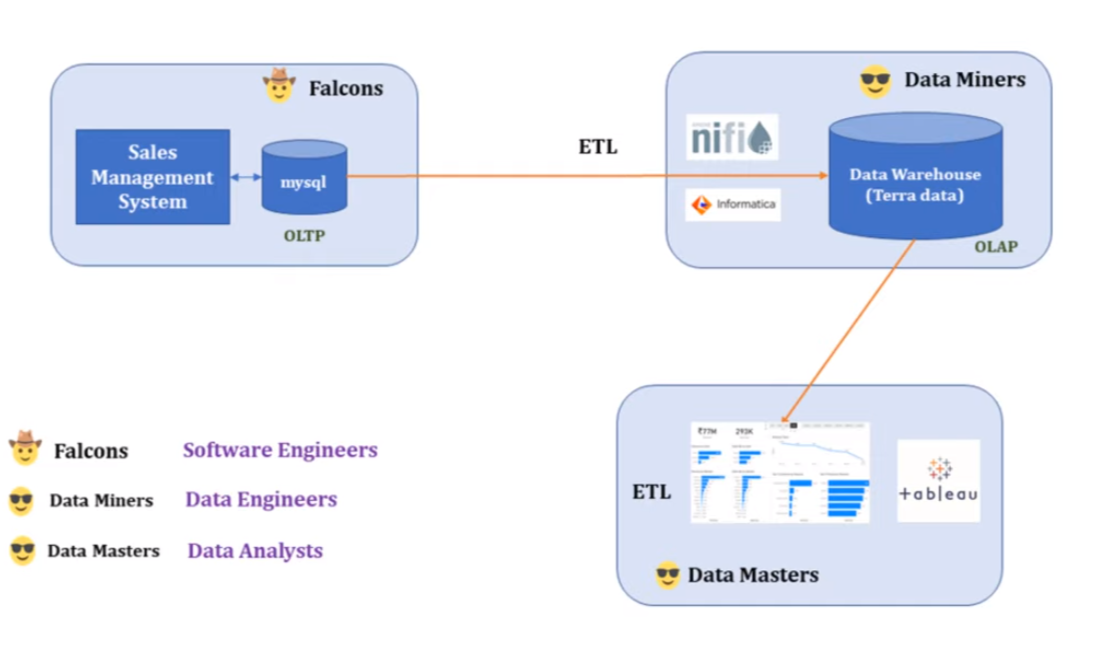 Falcons
Sales
Management
System
mysql
OLTP
ETL
Data Miners
nifi
Informatica
Data Warehouse
(Terra data)
OLAP
₹77M
293K
ETL
+ableau
Data Masters
Falcons Software Engineers
Data Miners Data Engineers
Data Masters Data Analysts